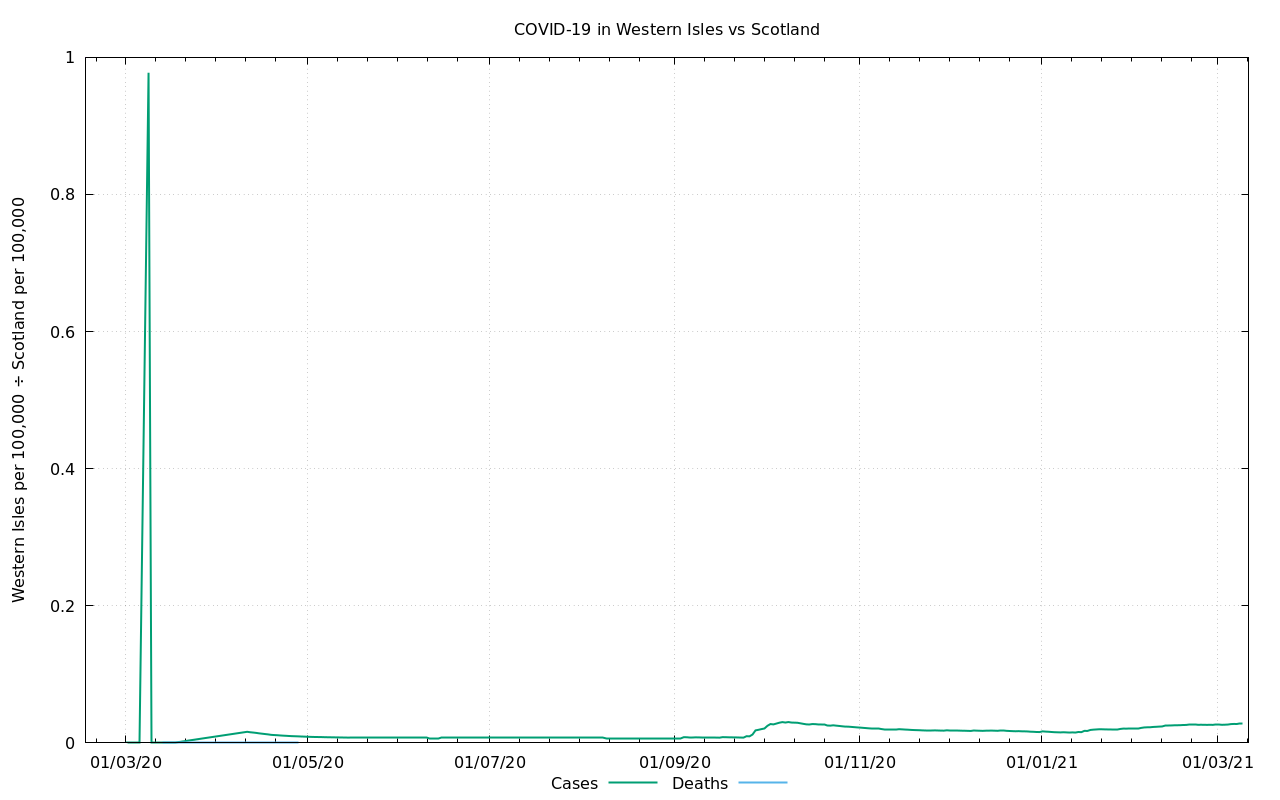 COVID-19 in Western Isles vs Scotland
Western Isles per 100,000 ÷ Scotland per 100,000
1
0.8
0.6
0.4
0.2
0
01/03/20 01/05/20 01/07/20 01/09/20 01/11/20 01/01/21 01/03/21
Cases Deaths